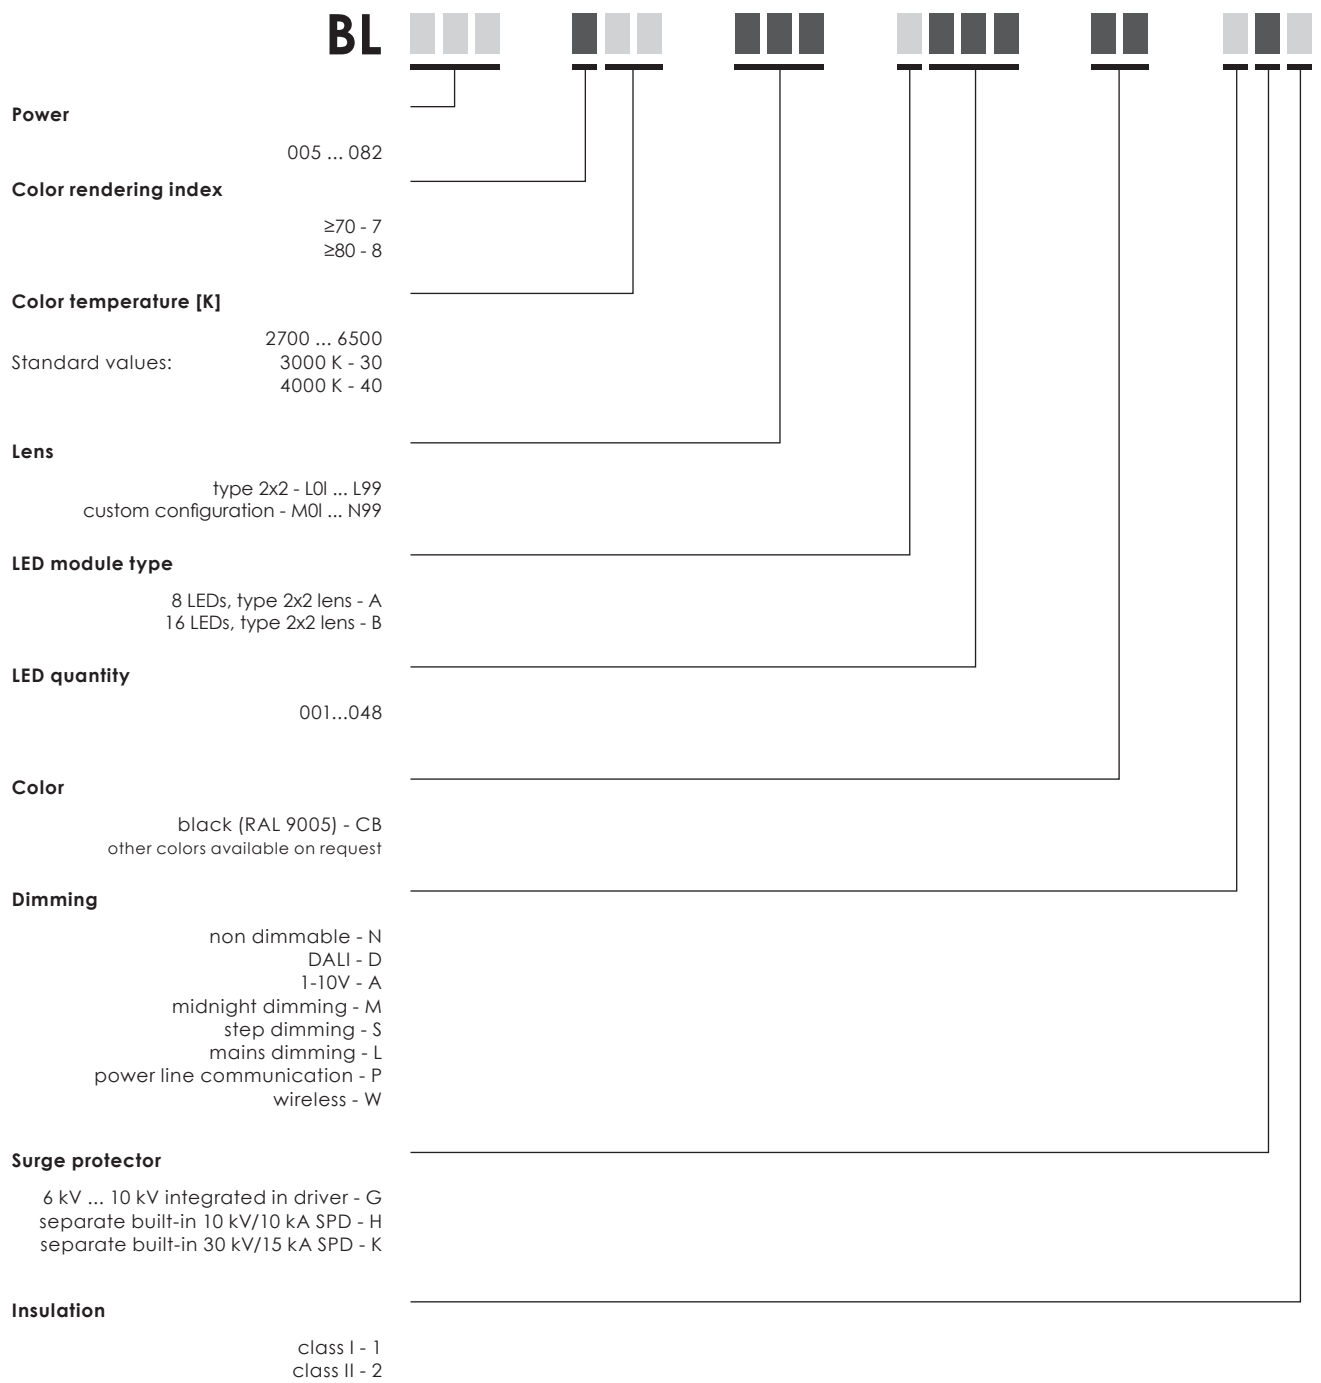 BL
Power
005 ... 082
Color rendering index
≥70 - 7
≥80 - 8
Color temperature [K]
2700 ... 6500
Standard values: 3000 K - 30
4000 K - 40
Lens
type 2x2 - L0l ... L99
custom configuration - M0l ... N99
LED module type
8 LEDs, type 2x2 lens - A
16 LEDs, type 2x2 lens - B
LED quantity
001...048
Color
black (RAL 9005) - CB
other colors available on request
Dimming
non dimmable - N
DALI - D
1-10V - A
midnight dimming - M
step dimming - S
mains dimming - L
power line communication - P
wireless - W
Surge protector
6 kV ... 10 kV integrated in driver - G
separate built-in 10 kV/10 kA SPD - H
separate built-in 30 kV/15 kA SPD - K
Insulation
class I - 1
class II - 2